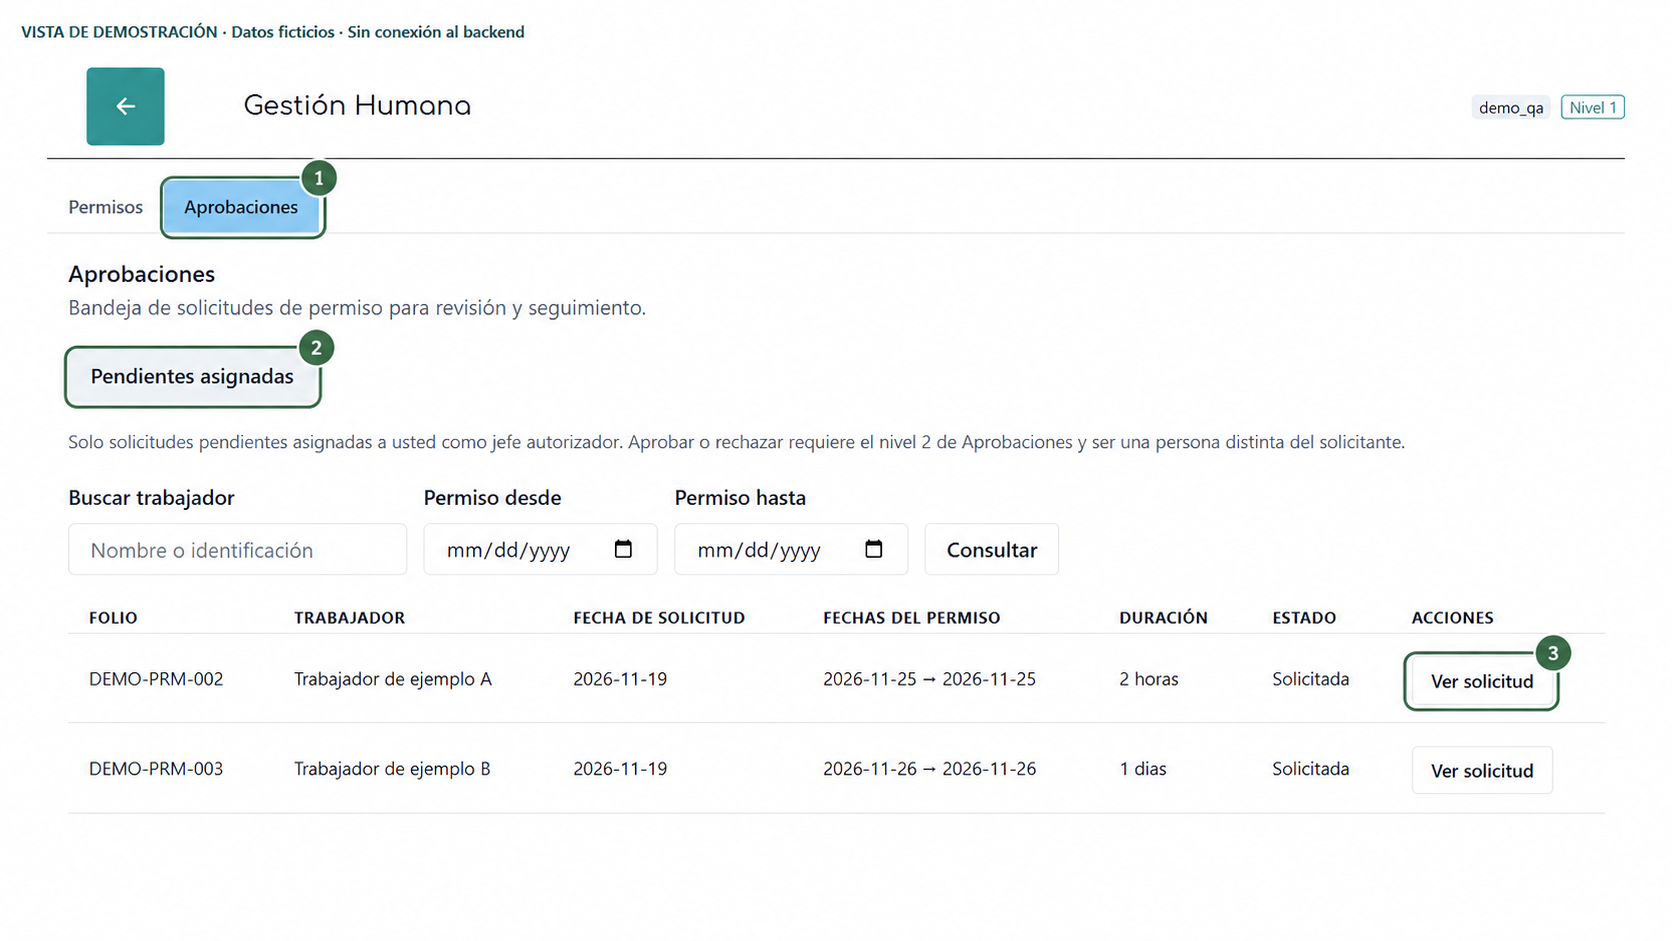 VISTA DE DEMOSTRACIÓN · Datos ficticios · Sin conexión al backend
←
Gestión Humana
demo_qa Nivel 1
Permisos Aprobaciones 1
Aprobaciones
Bandeja de solicitudes de permiso para revisión y seguimiento.
Pendientes asignadas 2
Solo solicitudes pendientes asignadas a usted como jefe autorizador. Aprobar o rechazar requiere el nivel 2 de Aprobaciones y ser una persona distinta del solicitante.
Buscar trabajador Permiso desde Permiso hasta
Nombre o identificación mm/dd/yyyy mm/dd/yyyy Consultar
FOLIO TRABAJADOR FECHA DE SOLICITUD FECHAS DEL PERMISO DURACIÓN ESTADO ACCIONES
DEMO-PRM-002 Trabajador de ejemplo A 2026-11-19 2026-11-25 → 2026-11-25 2 horas Solicitada Ver solicitud 3
DEMO-PRM-003 Trabajador de ejemplo B 2026-11-19 2026-11-26 → 2026-11-26 1 dias Solicitada Ver solicitud